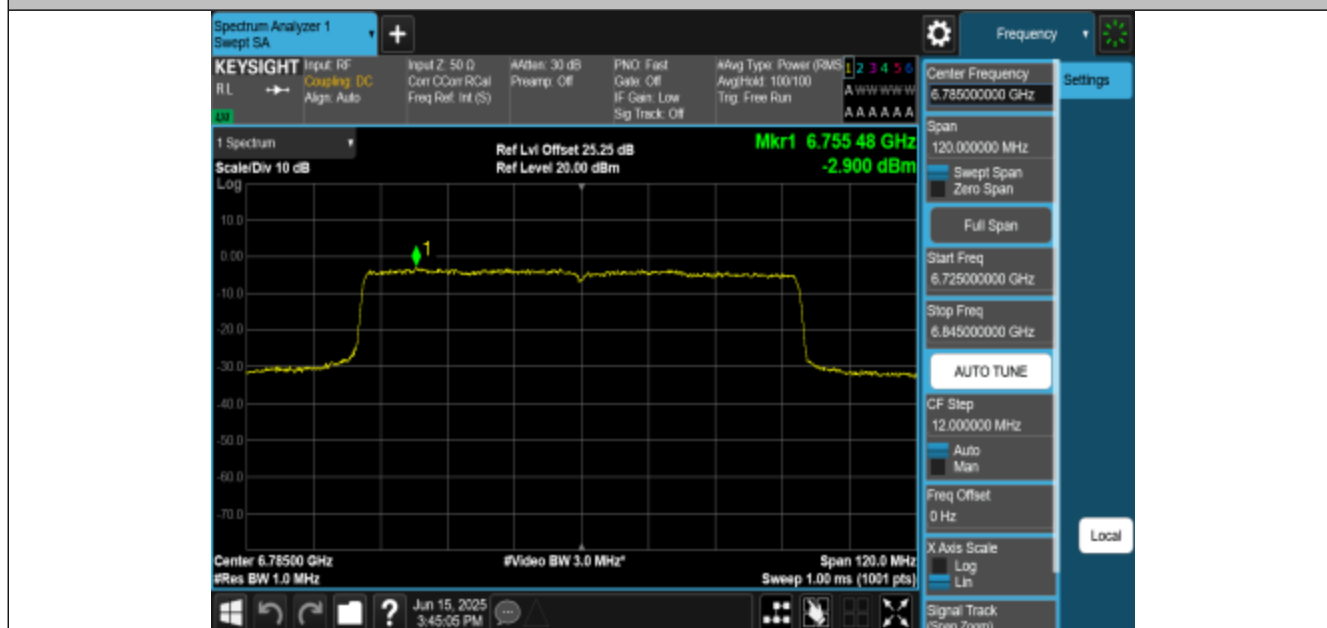 Spectrum Analyzer 1
Swept SA
+
Frequency
KEYSIGHT
RL
Input: RF
Coupling: DC
Align: Auto
Input Z: 50 Ω
Corr CCorr RCal
Freq Ref: Int (S)
#Atten: 30 dB
Preamp: Off
PNO: Fast
Gate: Off
IF Gain: Low
Sig Track: Off
#Avg Type: Power (RMS
Avg|Hold: 100/100
Trig: Free Run
1 2 3 4 5 6
A W W W W W
A A A A A A
Center Frequency
6.785000000 GHz
Settings
Span
120.000000 MHz
Swept Span
Zero Span
Full Span
Start Freq
6.725000000 GHz
Stop Freq
6.845000000 GHz
AUTO TUNE
CF Step
12.000000 MHz
Auto
Man
Freq Offset
0 Hz
X Axis Scale
Log
Lin
Signal Track
(Span Zoom)
Local
1 Spectrum
Scale/Div 10 dB
Log
Ref Lvl Offset 25.25 dB
Ref Level 20.00 dBm
Mkr1 6.755 48 GHz
-2.900 dBm
1
10.0
0.00
-10.0
-20.0
-30.0
-40.0
-50.0
-60.0
-70.0
Center 6.78500 GHz
#Res BW 1.0 MHz
#Video BW 3.0 MHz*
Span 120.0 MHz
Sweep 1.00 ms (1001 pts)
?
Jun 15, 2025
3:45:05 PM